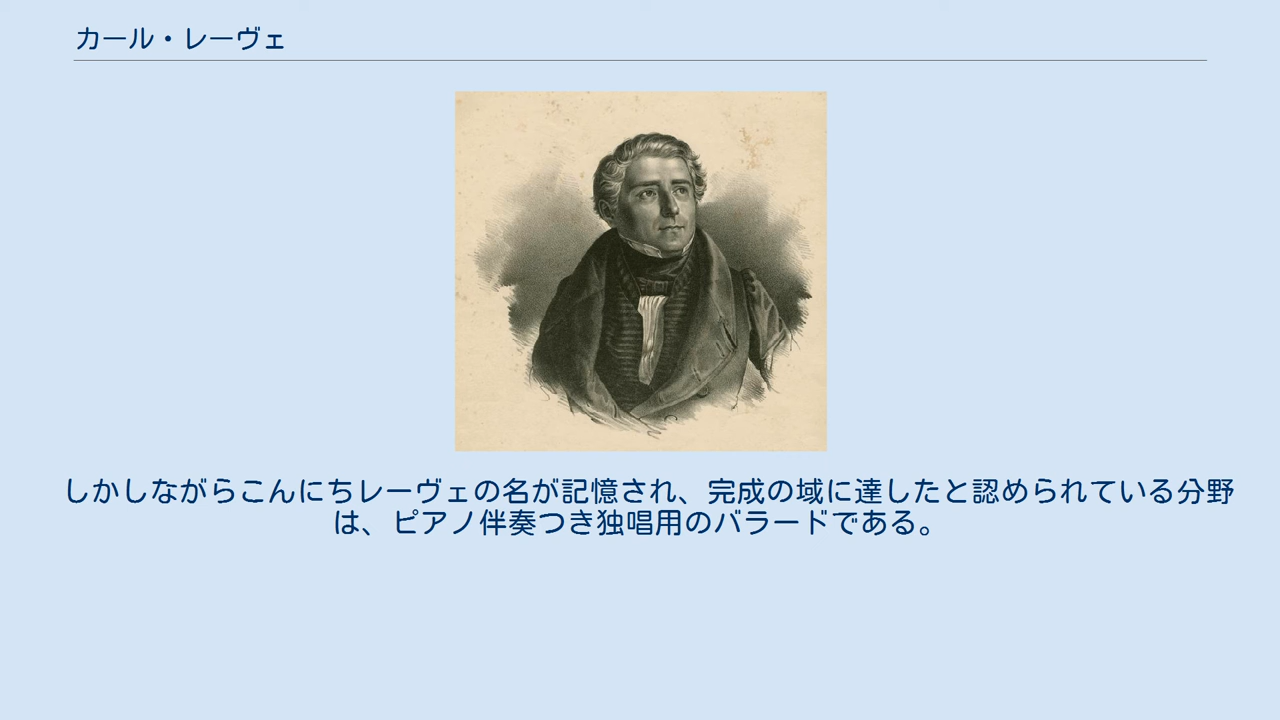 カール・レーヴェ
しかしながらこんにちレーヴェの名が記憶され、完成の域に達したと認められている分野
は、ピアノ伴奏つき独唱用のバラードである。